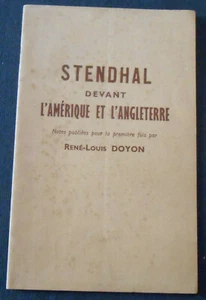 STENDHAL
DEVANT
L'AMÉRIQUE ET L'ANGLETERRE
Notes publiées pour la première fois par
RENÉ-LOUIS DOYON